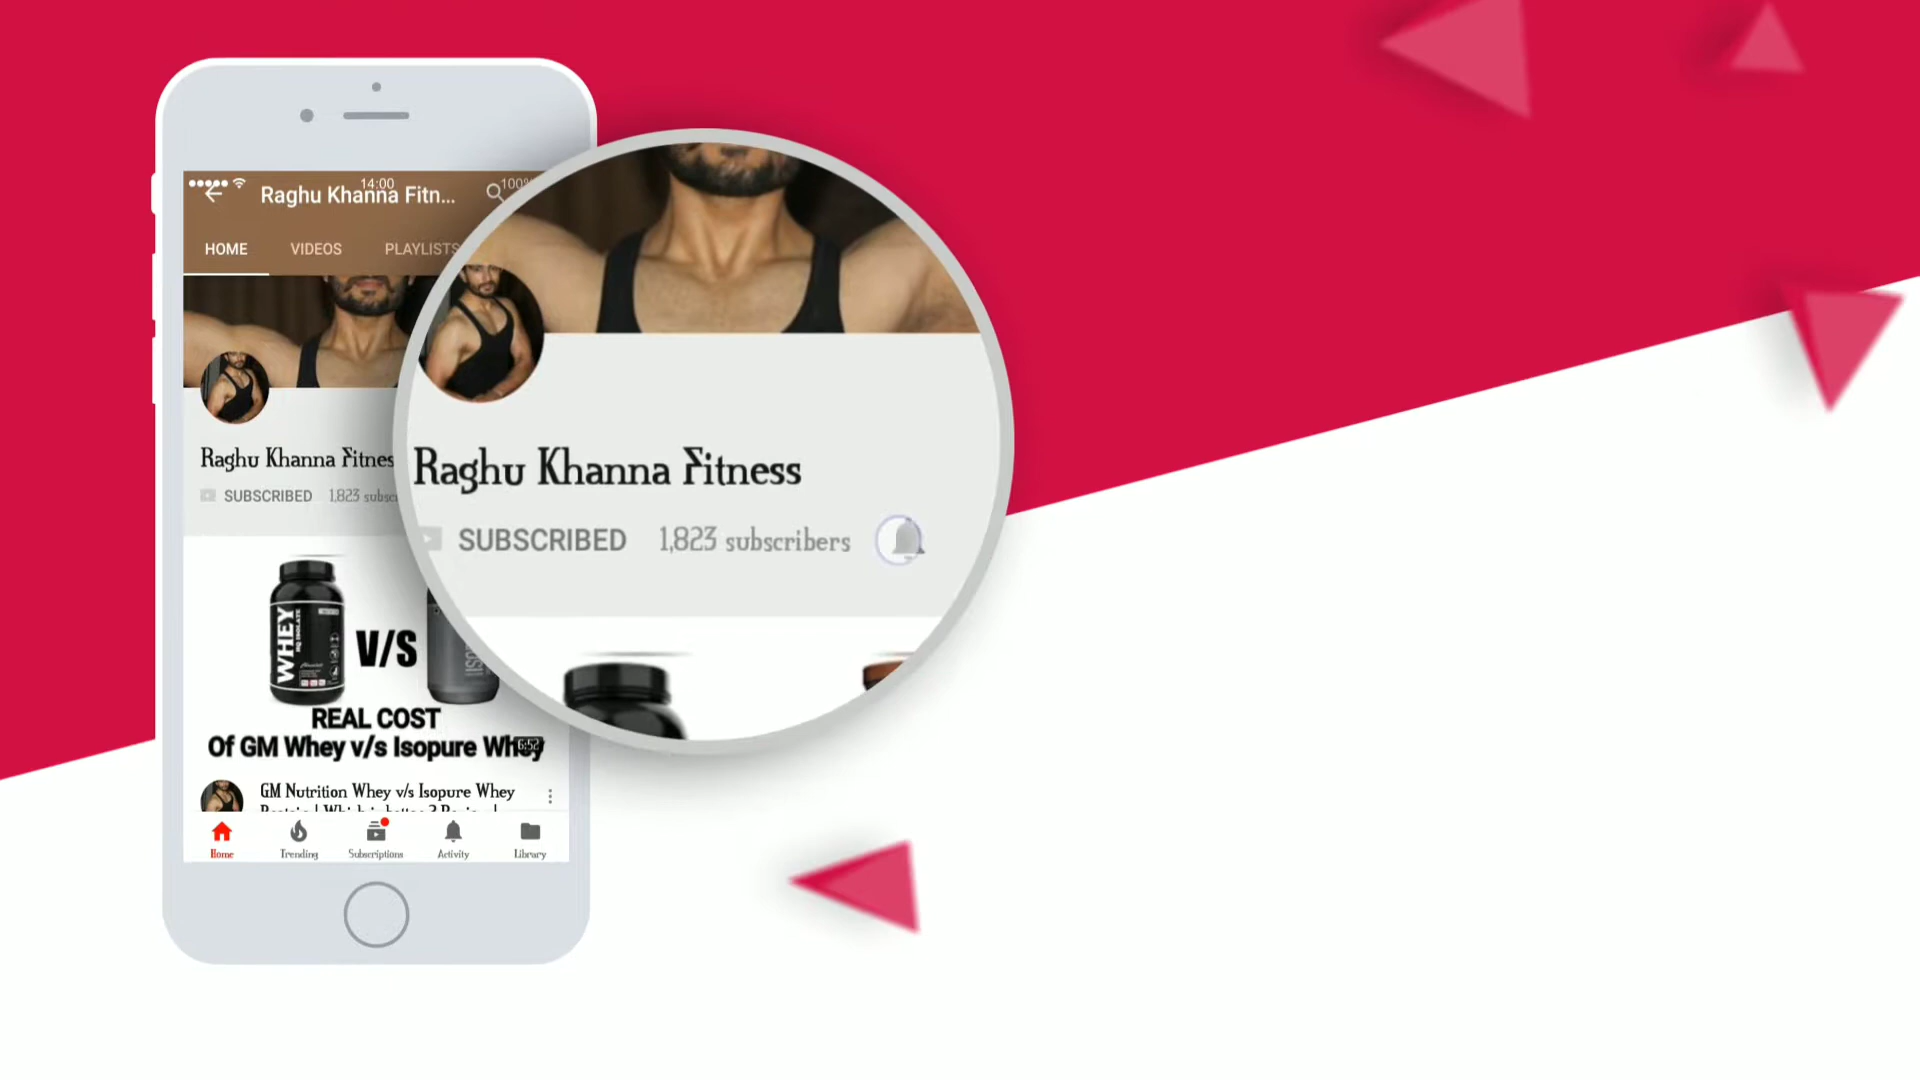 14:00
100%
Raghu Khanna Fitn...
HOME VIDEOS PLAYLISTS
Raghu Khanna Fitnes
SUBSCRIBED 1,823
Raghu Khanna Fitness
SUBSCRIBED 1,823 subscribers
WHEY
V/S
REAL COST
Of GM Whey v/s Isopure Whey
6:52
GM Nutrition Whey v/s Isopure Whey
Home Trending Subscriptions Activity Library